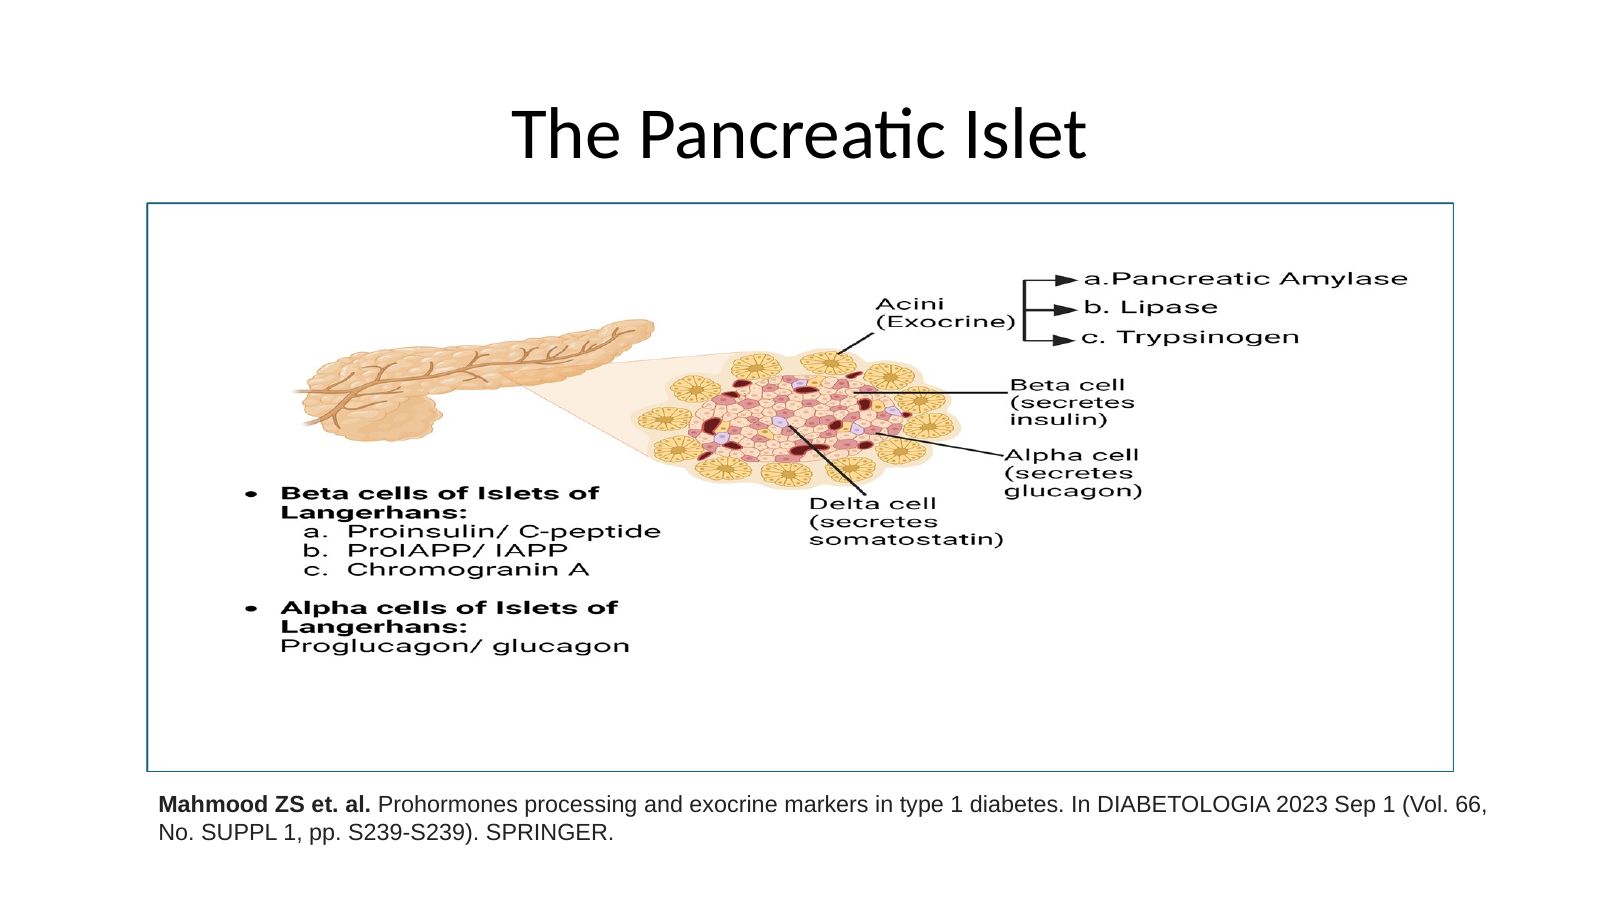 The Pancreatic Islet
a.Pancreatic Amylase
Acini
(Exocrine)
b. Lipase
c. Trypsinogen
Beta cell
(secretes
insulin)
Alpha cell
(secretes
glucagon)
Delta cell
(secretes
somatostatin)
• Beta cells of Islets of
Langerhans:
a. Proinsulin/ C-peptide
b. ProIAPP/ IAPP
c. Chromogranin A
• Alpha cells of Islets of
Langerhans:
Proglucagon/ glucagon
Mahmood ZS et. al. Prohormones processing and exocrine markers in type 1 diabetes. In DIABETOLOGIA 2023 Sep 1 (Vol. 66,
No. SUPPL 1, pp. S239-S239). SPRINGER.